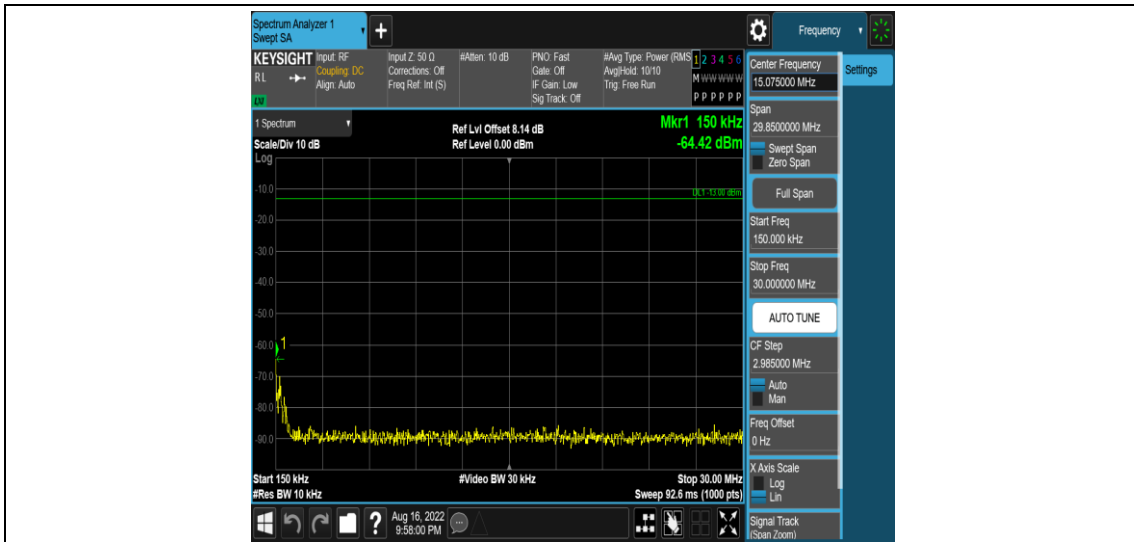 Spectrum Analyzer 1
Swept SA
Frequency
KEYSIGHT
RL
LXI
Input: RF
Coupling: DC
Align: Auto
Input Z: 50 Ω
Corrections: Off
Freq Ref: Int (S)
#Atten: 10 dB
PNO: Fast
Gate: Off
IF Gain: Low
Sig Track: Off
#Avg Type: Power (RMS
Avg|Hold: 10/10
Trig: Free Run
1 2 3 4 5 6
M W W W W W
P P P P P P
1 Spectrum
Scale/Div 10 dB
Log
Ref Lvl Offset 8.14 dB
Ref Level 0.00 dBm
Mkr1 150 kHz
-64.42 dBm
DL1 -13.00 dBm
-10.0
-20.0
-30.0
-40.0
-50.0
-60.0
-70.0
-80.0
-90.0
1
Start 150 kHz
#Res BW 10 kHz
#Video BW 30 kHz
Stop 30.00 MHz
Sweep 92.6 ms (1000 pts)
Center Frequency
15.075000 MHz
Settings
Span
29.8500000 MHz
Swept Span
Zero Span
Full Span
Start Freq
150.000 kHz
Stop Freq
30.000000 MHz
AUTO TUNE
CF Step
2.985000 MHz
Auto
Man
Freq Offset
0 Hz
X Axis Scale
Log
Lin
Signal Track
(Span Zoom)
?
Aug 16, 2022
9:58:00 PM